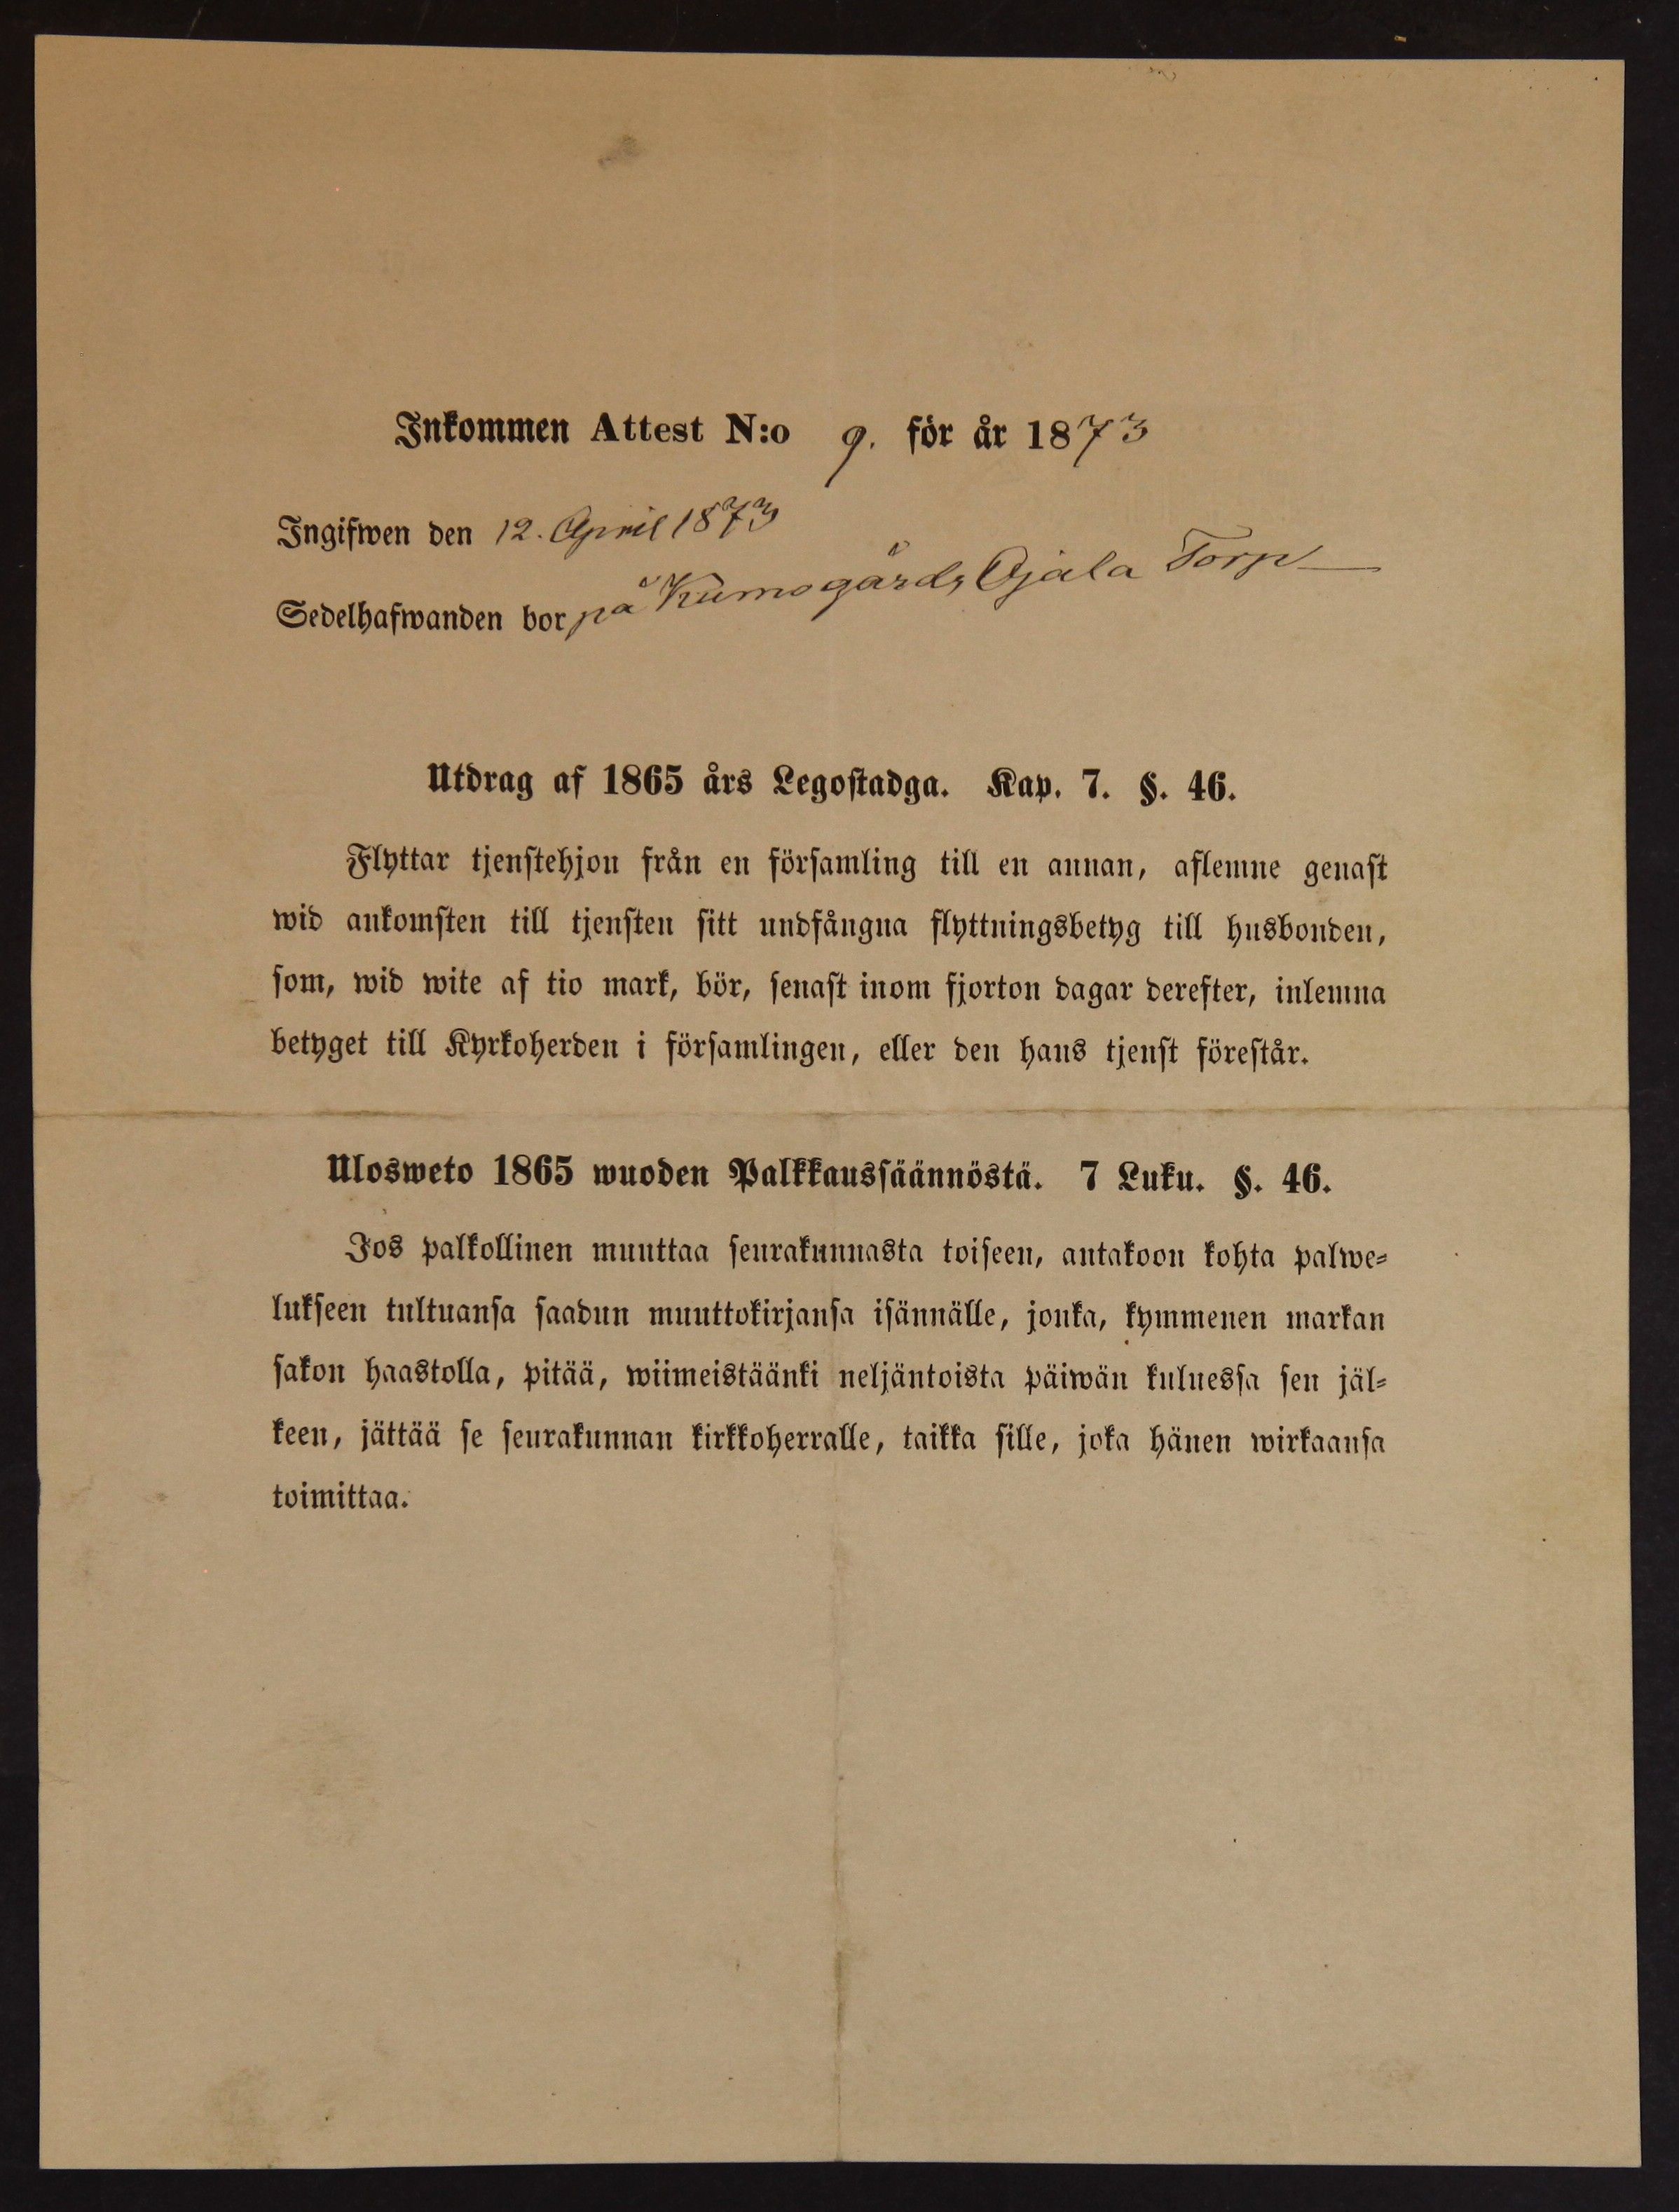 Inkommen Attest N:o 9. för år 1873
Ingifwen den 12. April 1873
Sedelhafwanden bor på Kumogårds Ojala Torp
Utdrag af 1865 års Legostadga. Kap. 7. §. 46.
Flyttar tjenstehjon från en församling till en annan, aflemne genast
wid ankomsten till tjensten sitt undfångna flyttningsbetyg till husbonden,
som, wid wite af tio mark, bör, senast inom fjorton dagar derefter, inlemna
betyget till Kyrkoherden i församlingen, eller den hans tjenst förestår.
Ulosweto 1865 wuoden Palkkaussäännöstä. 7 Luku. §. 46.
Jos palkollinen muuttaa seurakunnasta toiseen, antakoon kohta palwe-
lukseen tultuansa saadun muuttokirjansa isännälle, jonka, kymmenen markan
sakon haastolla, pitää, wiimeistäänki neljäntoista päiwän kuluessa sen jäl-
keen, jättää se seurakunnan kirkkoherralle, taikka sille, joka hänen wirkaansa
toimittaa.